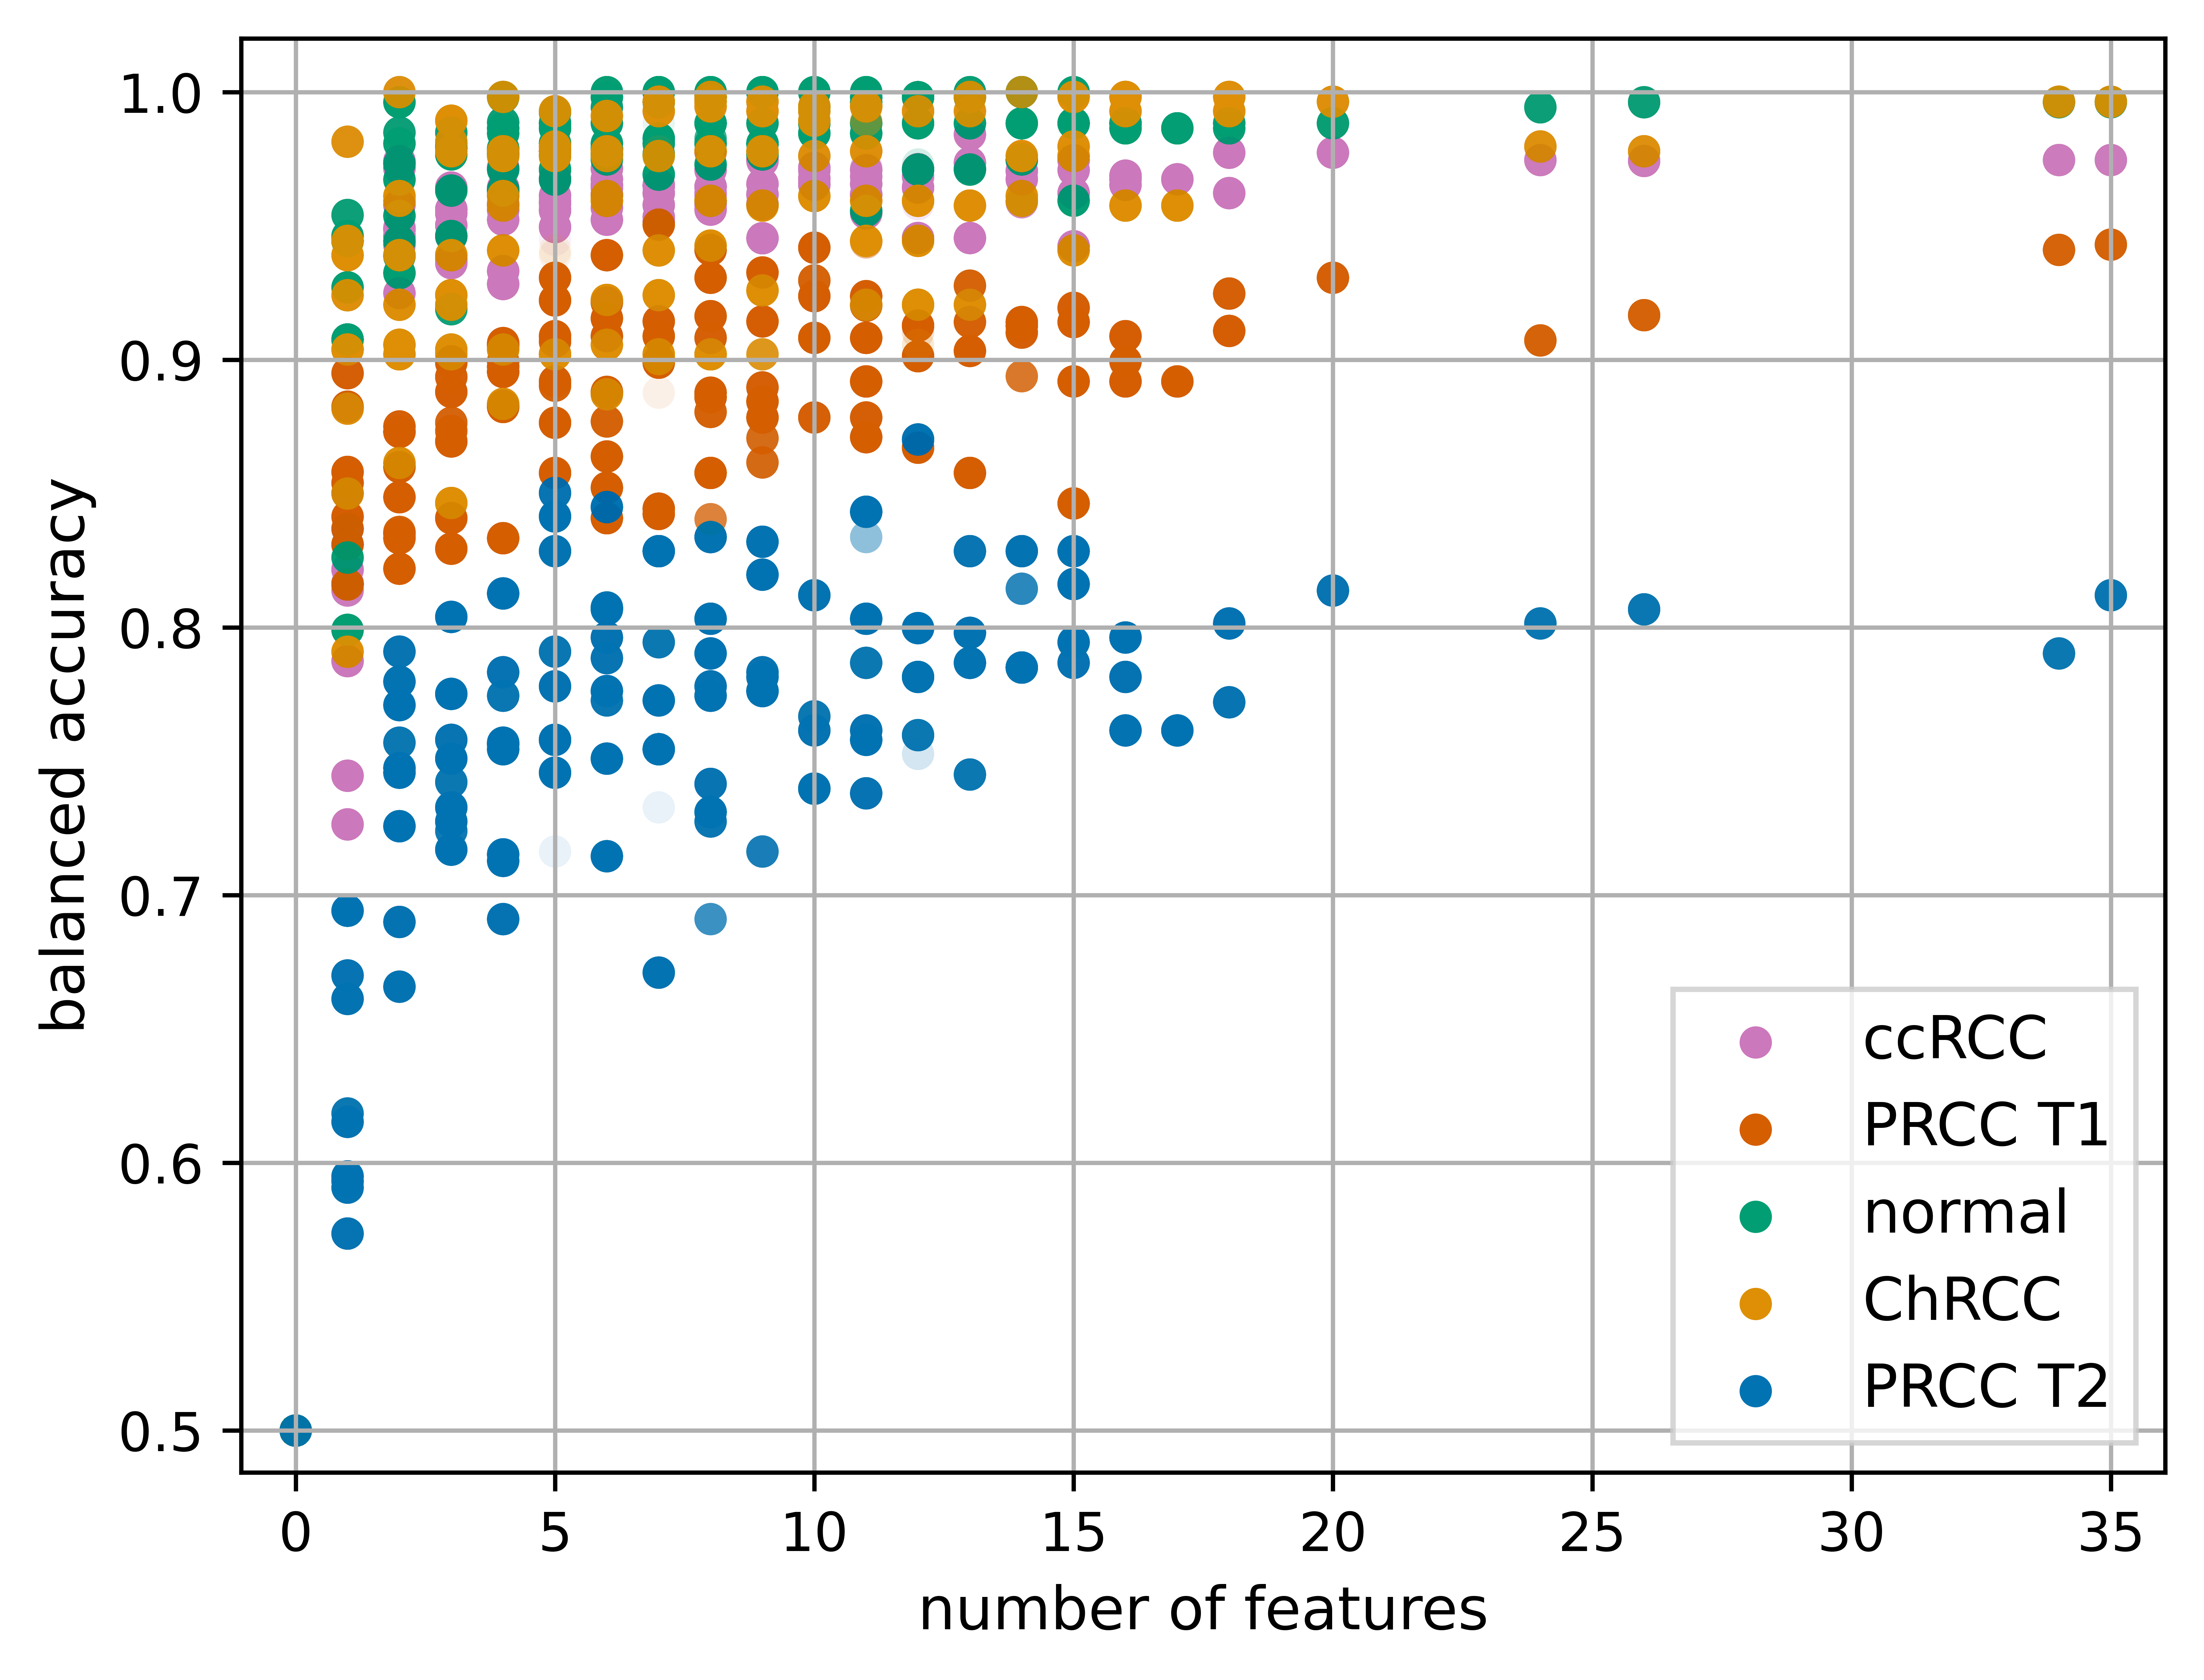 1.0
0.9
0.8
0.7
0.6
0.5
balanced accuracy
ccRCC
PRCC T1
normal
ChRCC
PRCC T2
0 5 10 15 20 25 30 35
number of features